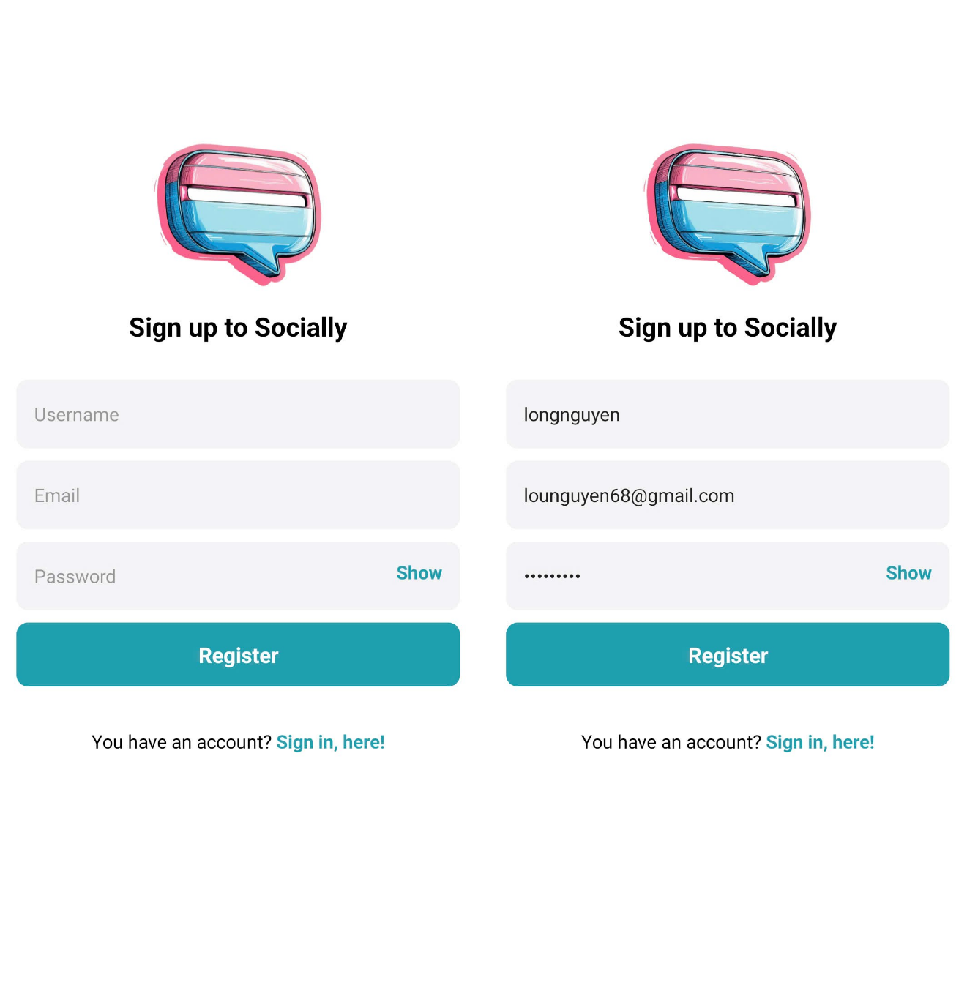 Sign up to Socially
Username
Email
Password
Show
Register
You have an account? Sign in, here!
Sign up to Socially
longnguyen
lounguyen68@gmail.com
•••••••••
Show
Register
You have an account? Sign in, here!